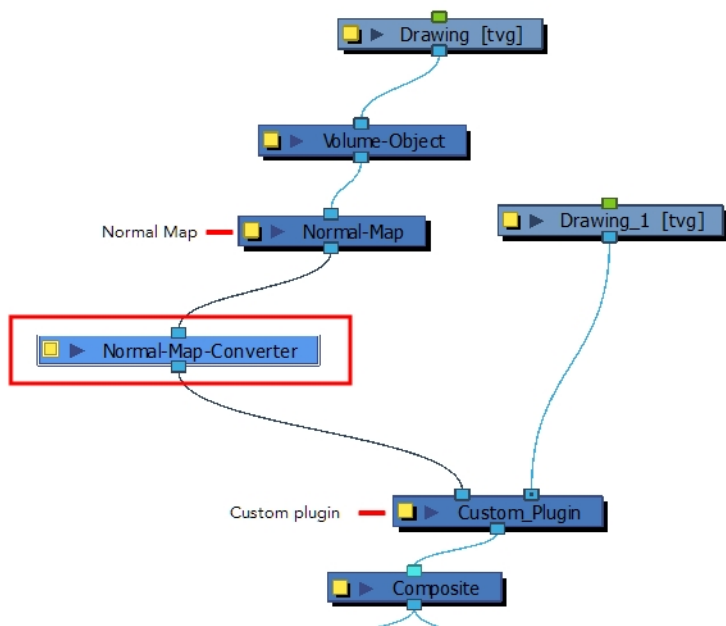 Drawing [tvg]
Volume-Object
Normal Map
Normal-Map
Drawing_1 [tvg]
Normal-Map-Converter
Custom plugin
Custom_Plugin
Composite